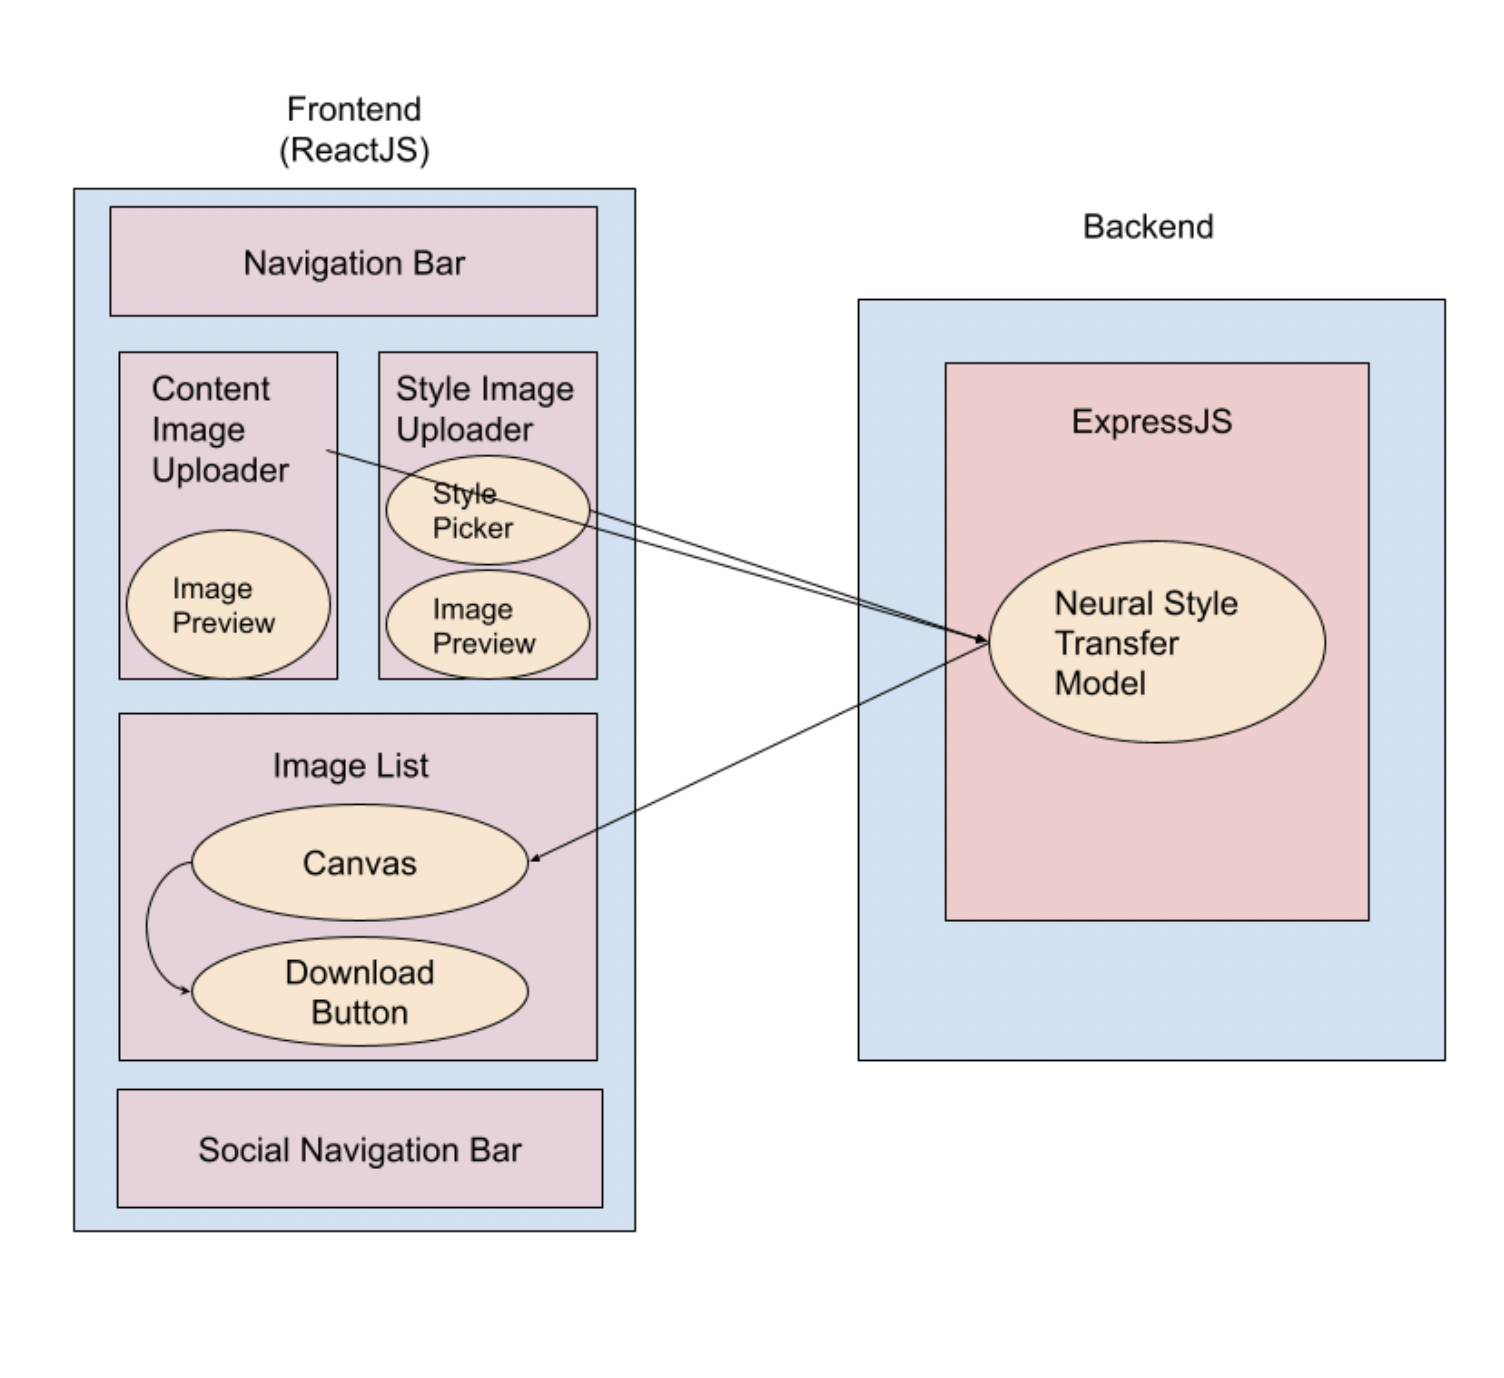 Frontend
(ReactJS)
Navigation Bar
Content
Image
Uploader
Image
Preview
Style Image
Uploader
Style
Picker
Image
Preview
Image List
Canvas
Download
Button
Social Navigation Bar
Backend
ExpressJS
Neural Style
Transfer
Model